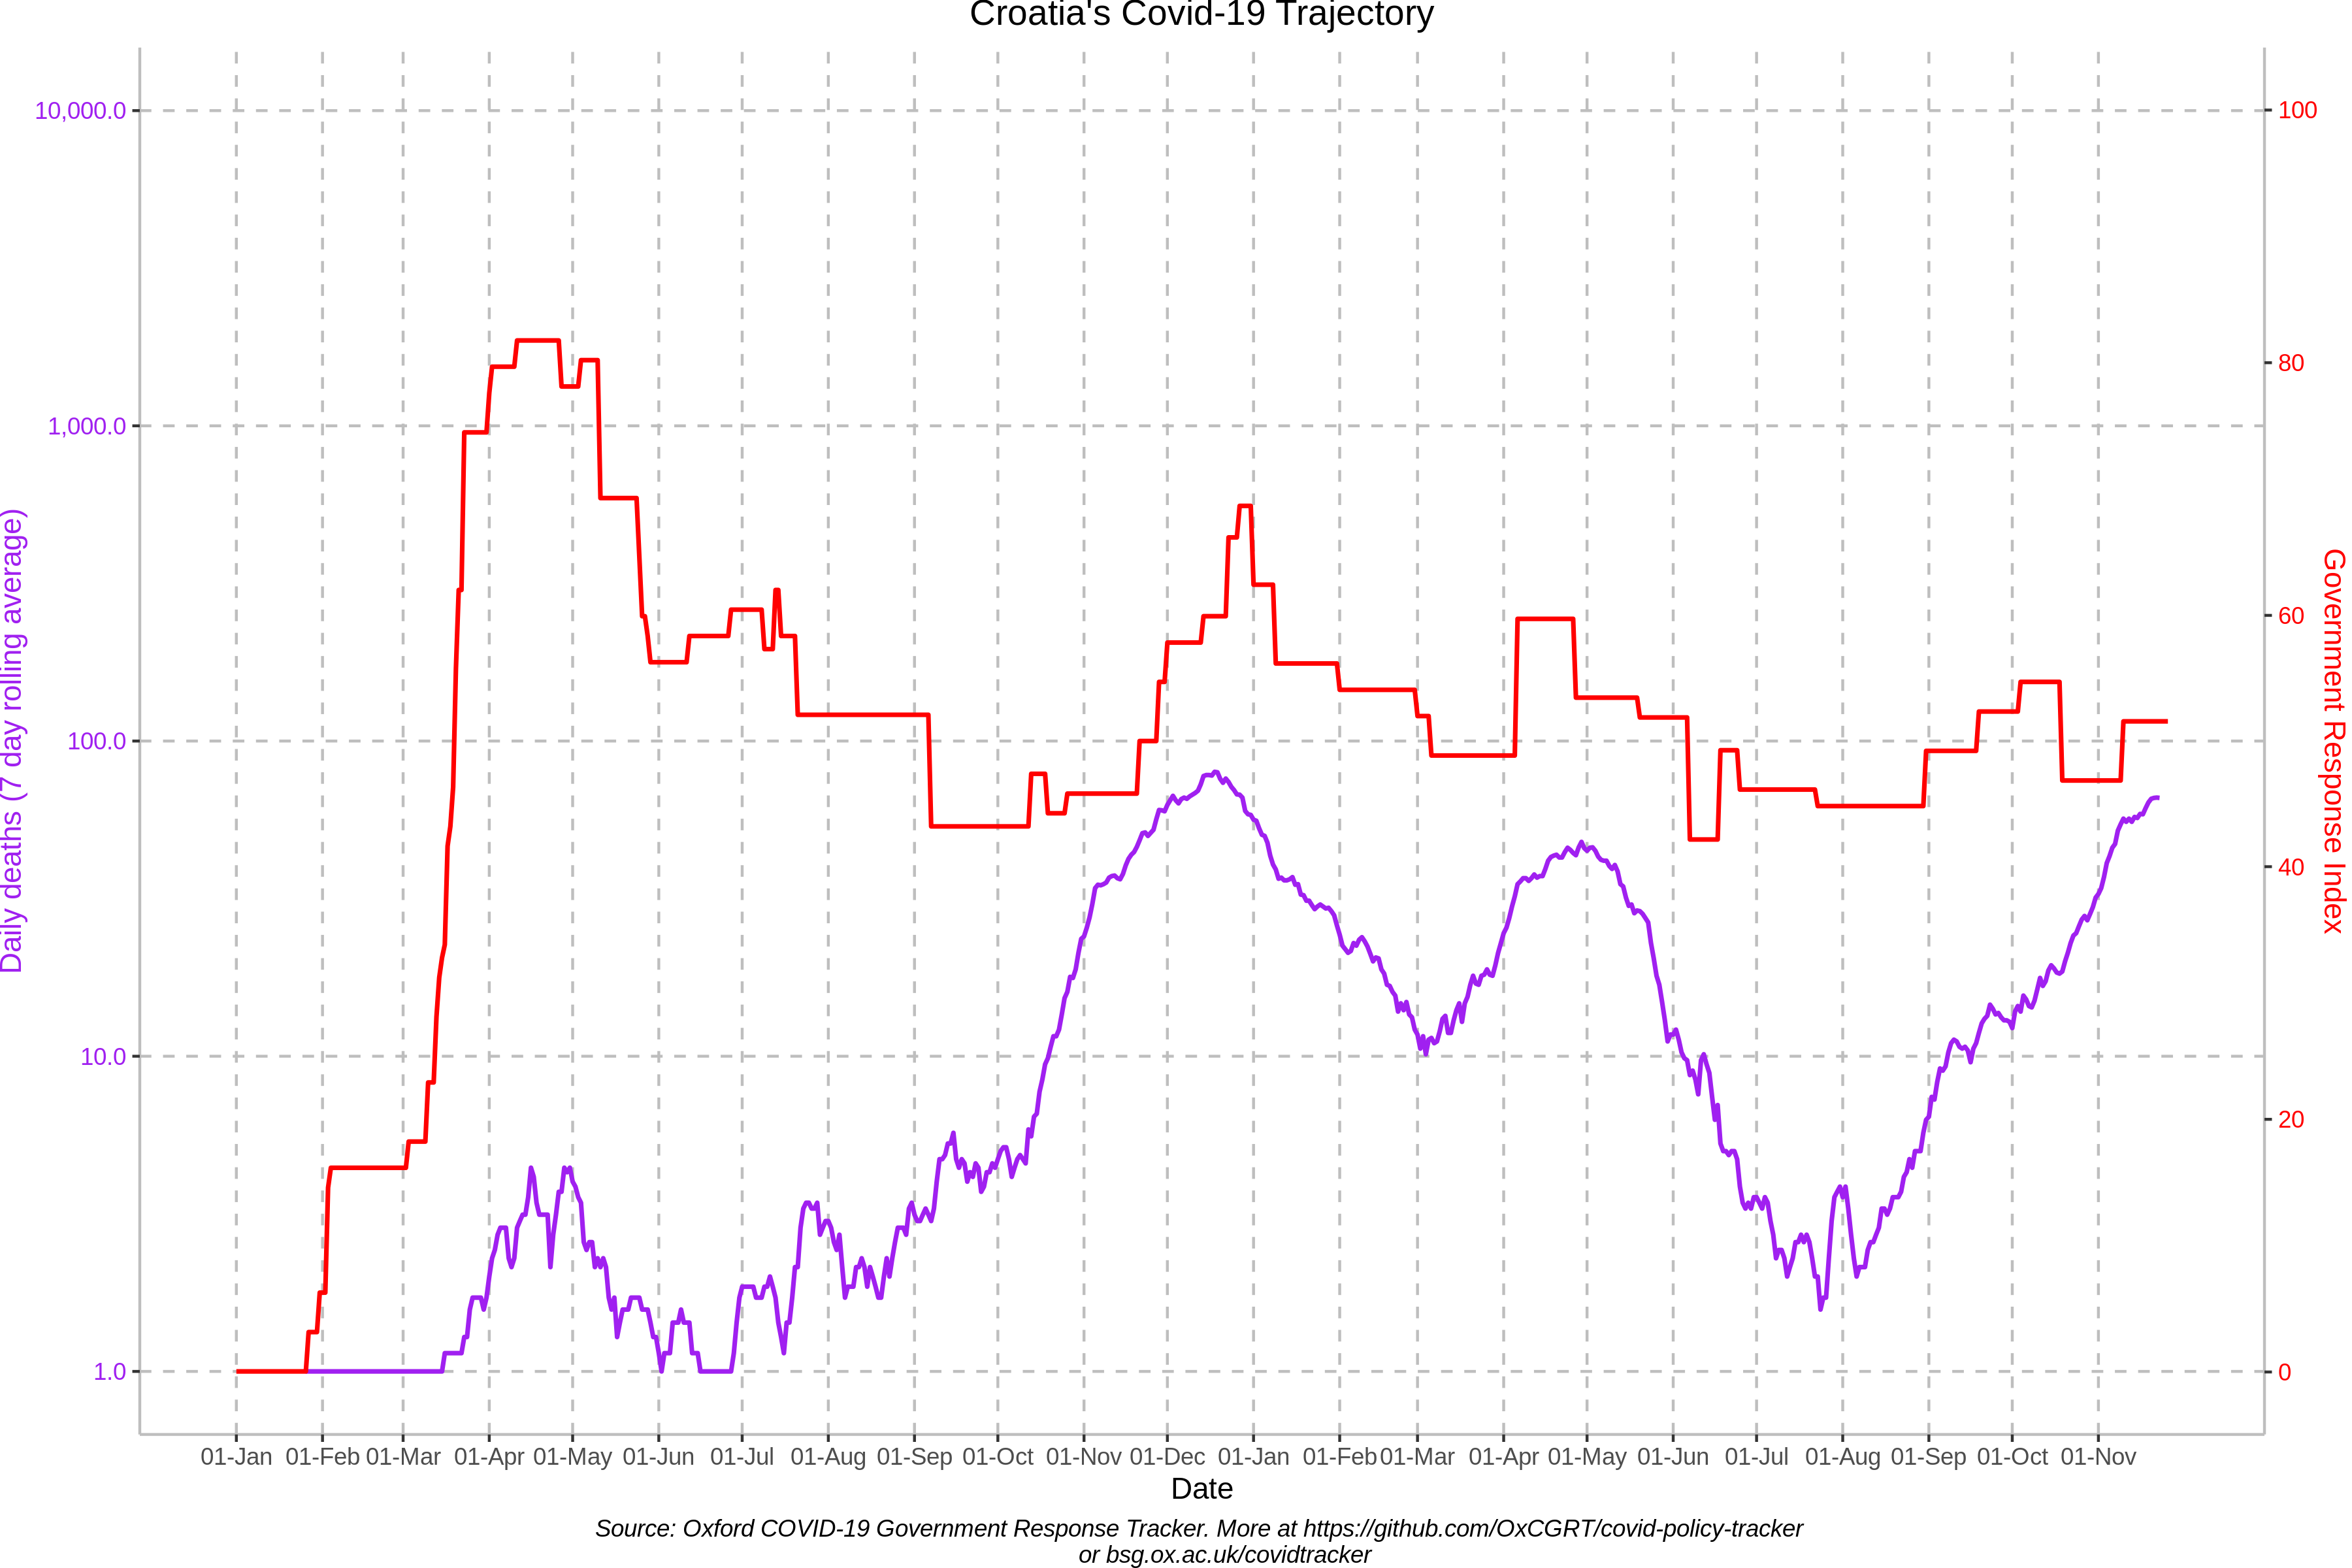 Croatia's Covid-19 Trajectory
10,000.0
1,000.0
100.0
10.0
1.0
Daily deaths (7 day rolling average)
100
80
60
40
20
0
Government Response Index
01-Jan 01-Feb 01-Mar 01-Apr 01-May 01-Jun 01-Jul 01-Aug 01-Sep 01-Oct 01-Nov 01-Dec 01-Jan 01-Feb 01-Mar 01-Apr 01-May 01-Jun 01-Jul 01-Aug 01-Sep 01-Oct 01-Nov
Date
Source: Oxford COVID-19 Government Response Tracker. More at https://github.com/OxCGRT/covid-policy-tracker
or bsg.ox.ac.uk/covidtracker